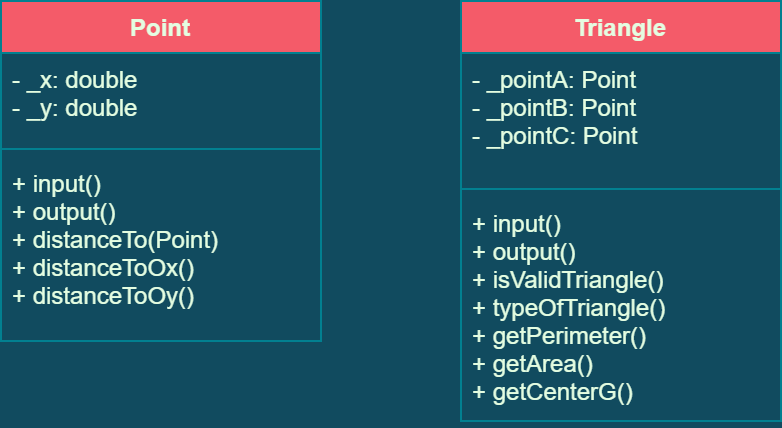 Point
- _x: double
- _y: double
+ input()
+ output()
+ distanceTo(Point)
+ distanceToOx()
+ distanceToOy()
Triangle
- _pointA: Point
- _pointB: Point
- _pointC: Point
+ input()
+ output()
+ isValidTriangle()
+ typeOfTriangle()
+ getPerimeter()
+ getArea()
+ getCenterG()